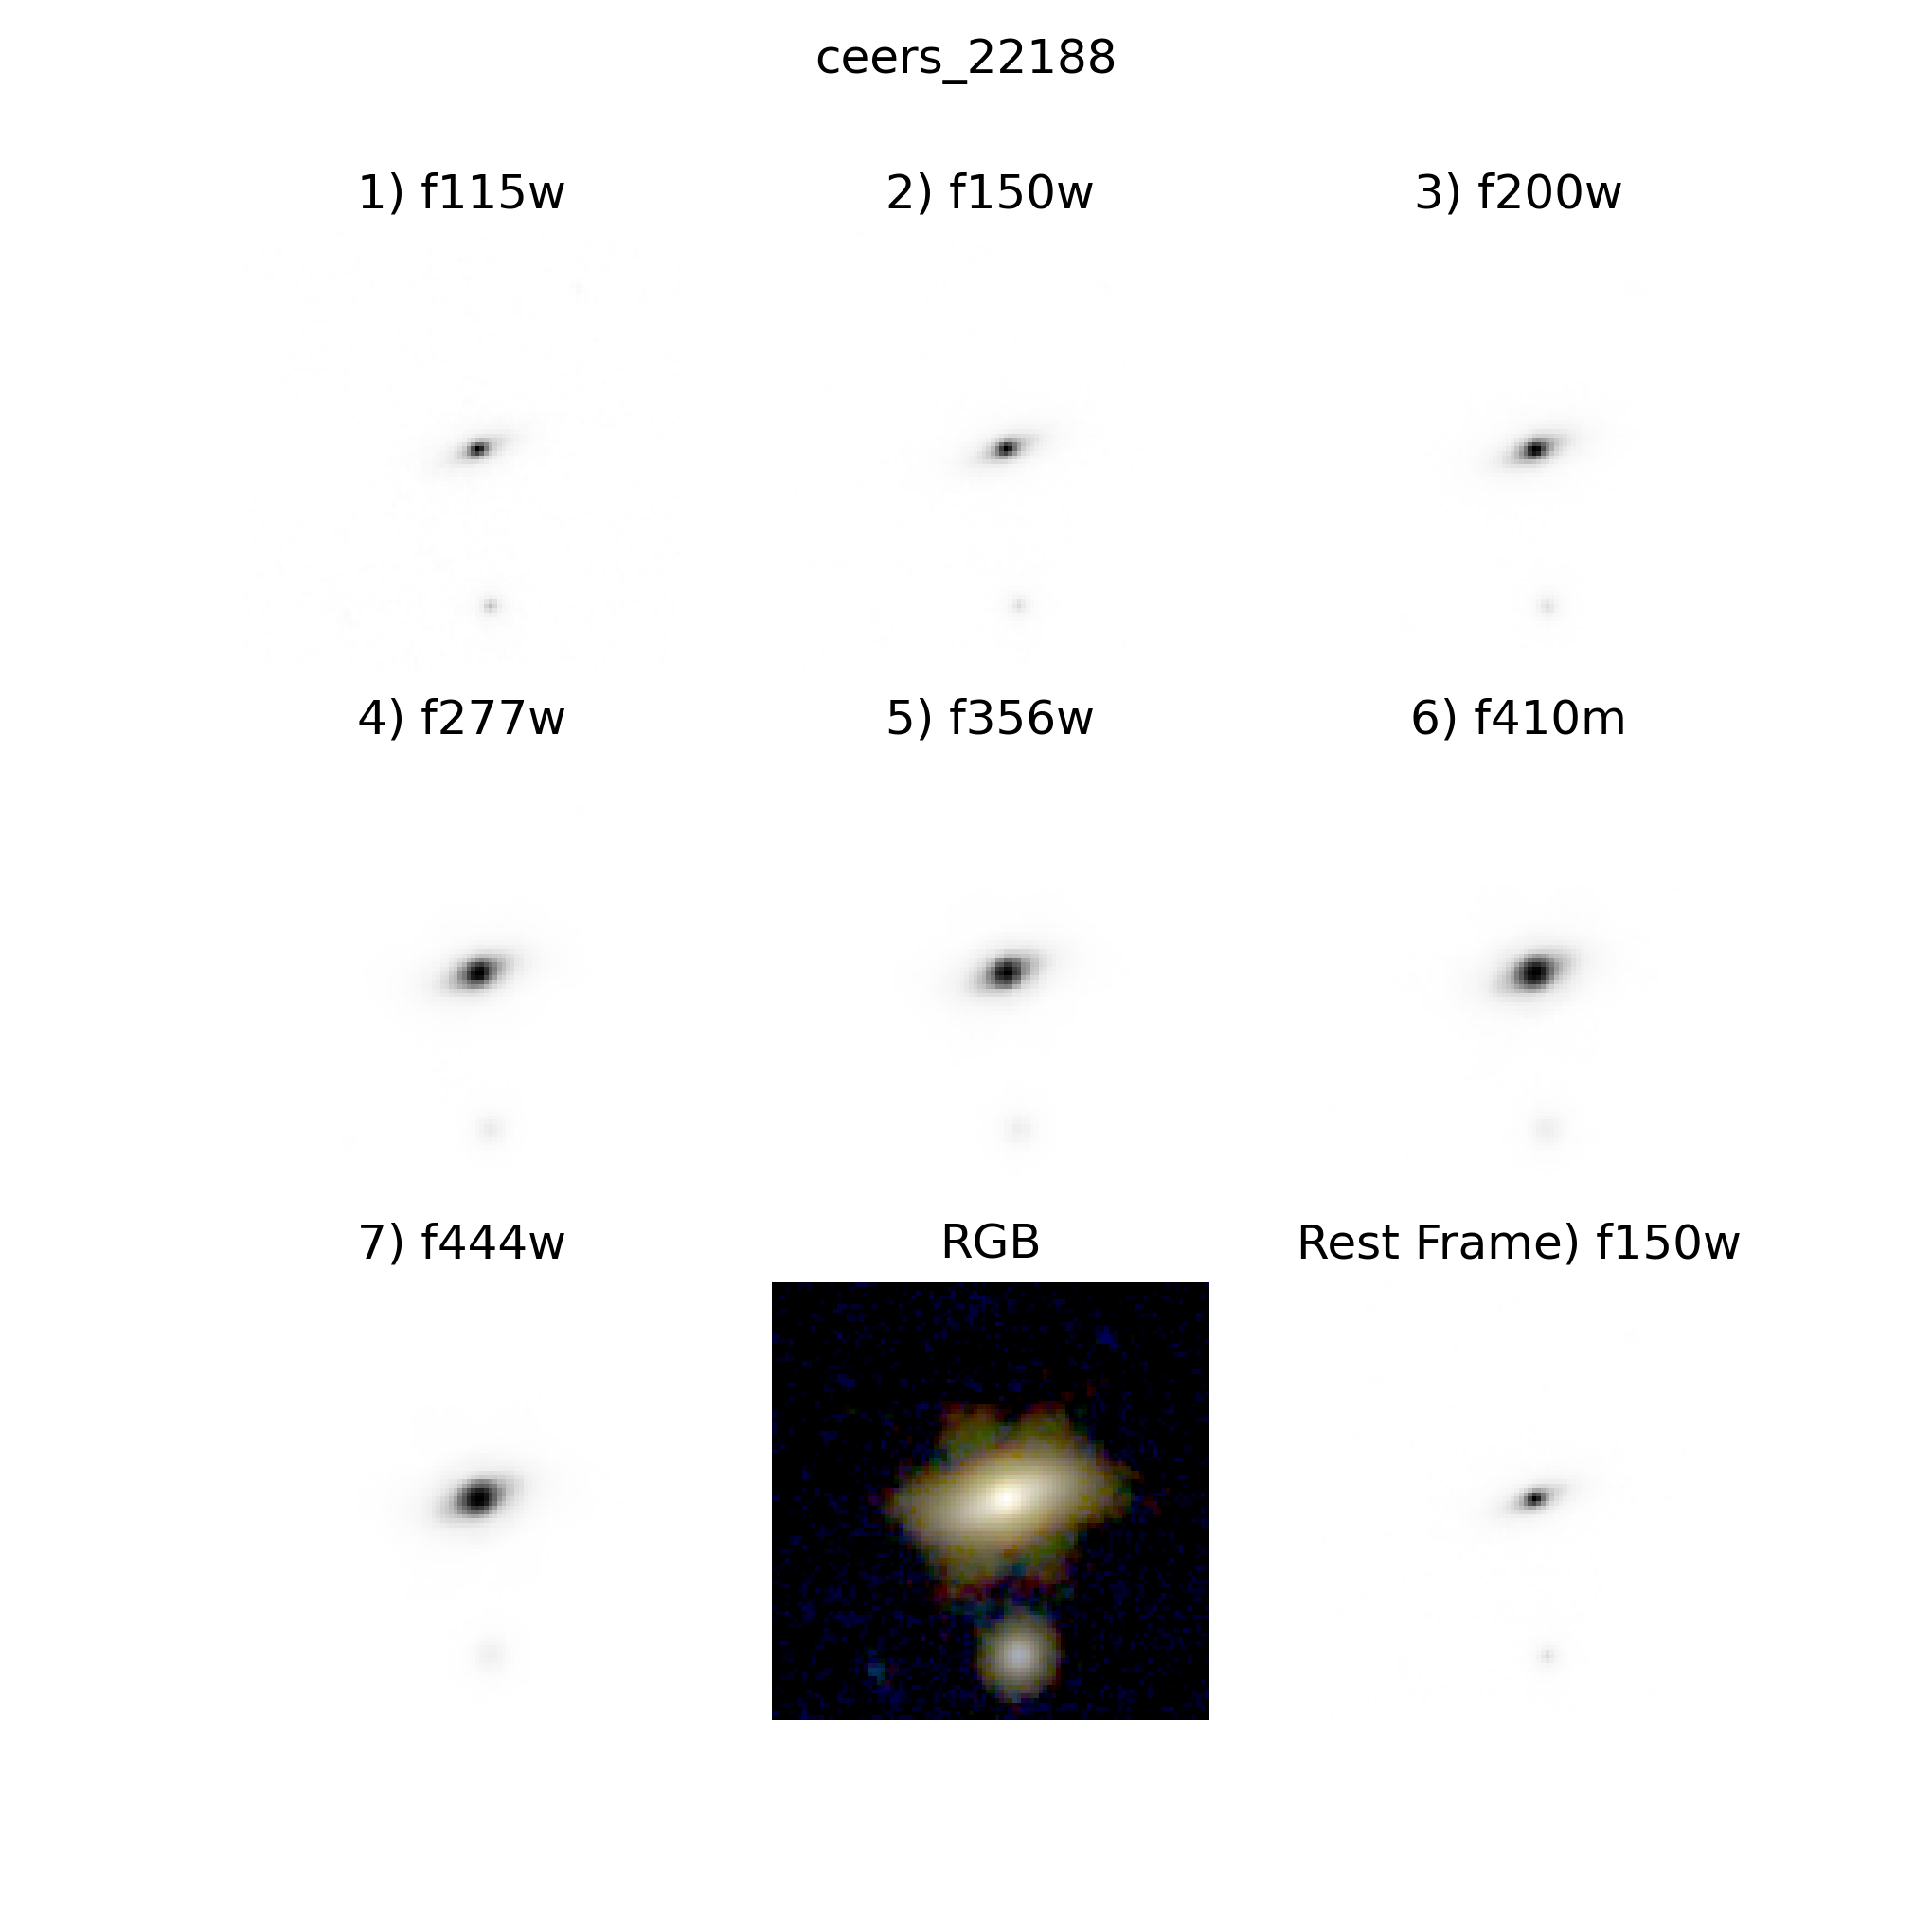 ceers_22188
1) f115w
2) f150w
3) f200w
4) f277w
5) f356w
6) f410m
7) f444w
RGB
Rest Frame) f150w